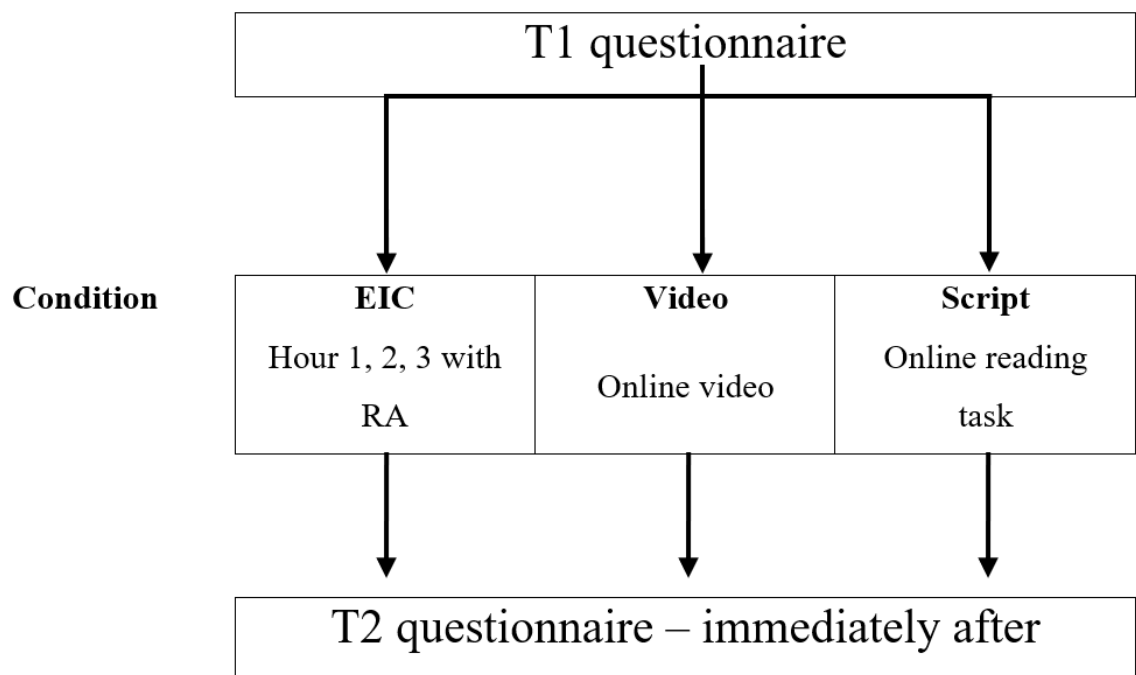 T1 questionnaire
Condition
EIC
Hour 1, 2, 3 with
RA
Video
Online video
Script
Online reading
task
T2 questionnaire – immediately after